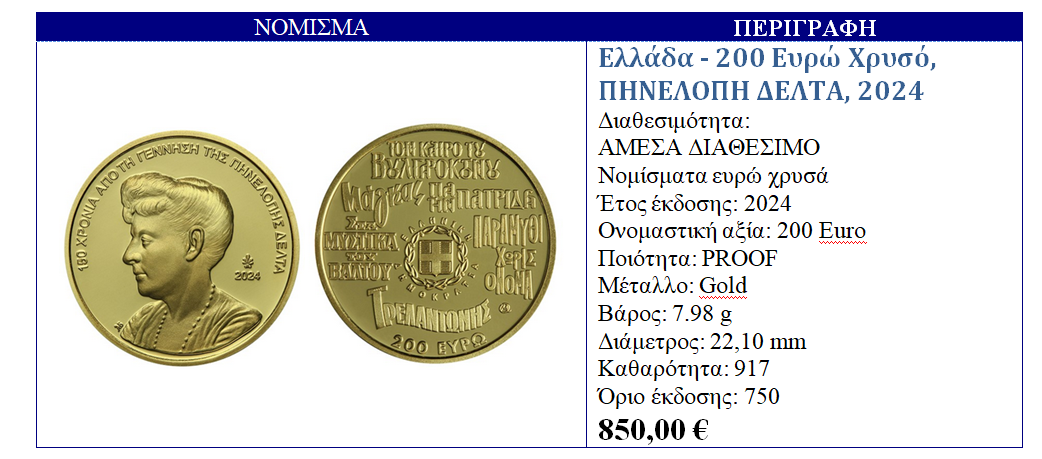 ΝΟΜΙΣΜΑ
ΠΕΡΙΓΡΑΦΗ
150 ΧΡΟΝΙΑ ΑΠΟ ΤΗ ΓΕΝΝΗΣΗ ΤΗΣ ΠΗΝΕΛΟΠΗΣ ΔΕΛΤΑ
2024
ΤΟΝ ΚΑΙΡΟ ΤΟΥ
ΒΟΥΛΓΑΡΟΚΤΟΝΟΥ
Μάγκας
ΠΑΤΡΙΔΑ
ΠΑΡΑΜΥΘΙ
ΧΩΡΙΣ
ΟΝΟΜΑ
ΜΥΣΤΙΚΑ
ΤΟΥ
ΒΑΛΤΟΥ
ΕΛΛΗΝΙΚΗ
ΔΗΜΟΚΡΑΤΙΑ
ΤΡΕΛΑΝΤΩΝΗΣ
200 ΕΥΡΩ
Ελλάδα - 200 Ευρώ Χρυσό,
ΠΗΝΕΛΟΠΗ ΔΕΛΤΑ, 2024
Διαθεσιμότητα:
ΑΜΕΣΑ ΔΙΑΘΕΣΙΜΟ
Νομίσματα ευρώ χρυσά
Έτος έκδοσης: 2024
Ονομαστική αξία: 200 Euro
Ποιότητα: PROOF
Μέταλλο: Gold
Βάρος: 7.98 g
Διάμετρος: 22,10 mm
Καθαρότητα: 917
Όριο έκδοσης: 750
850,00 €